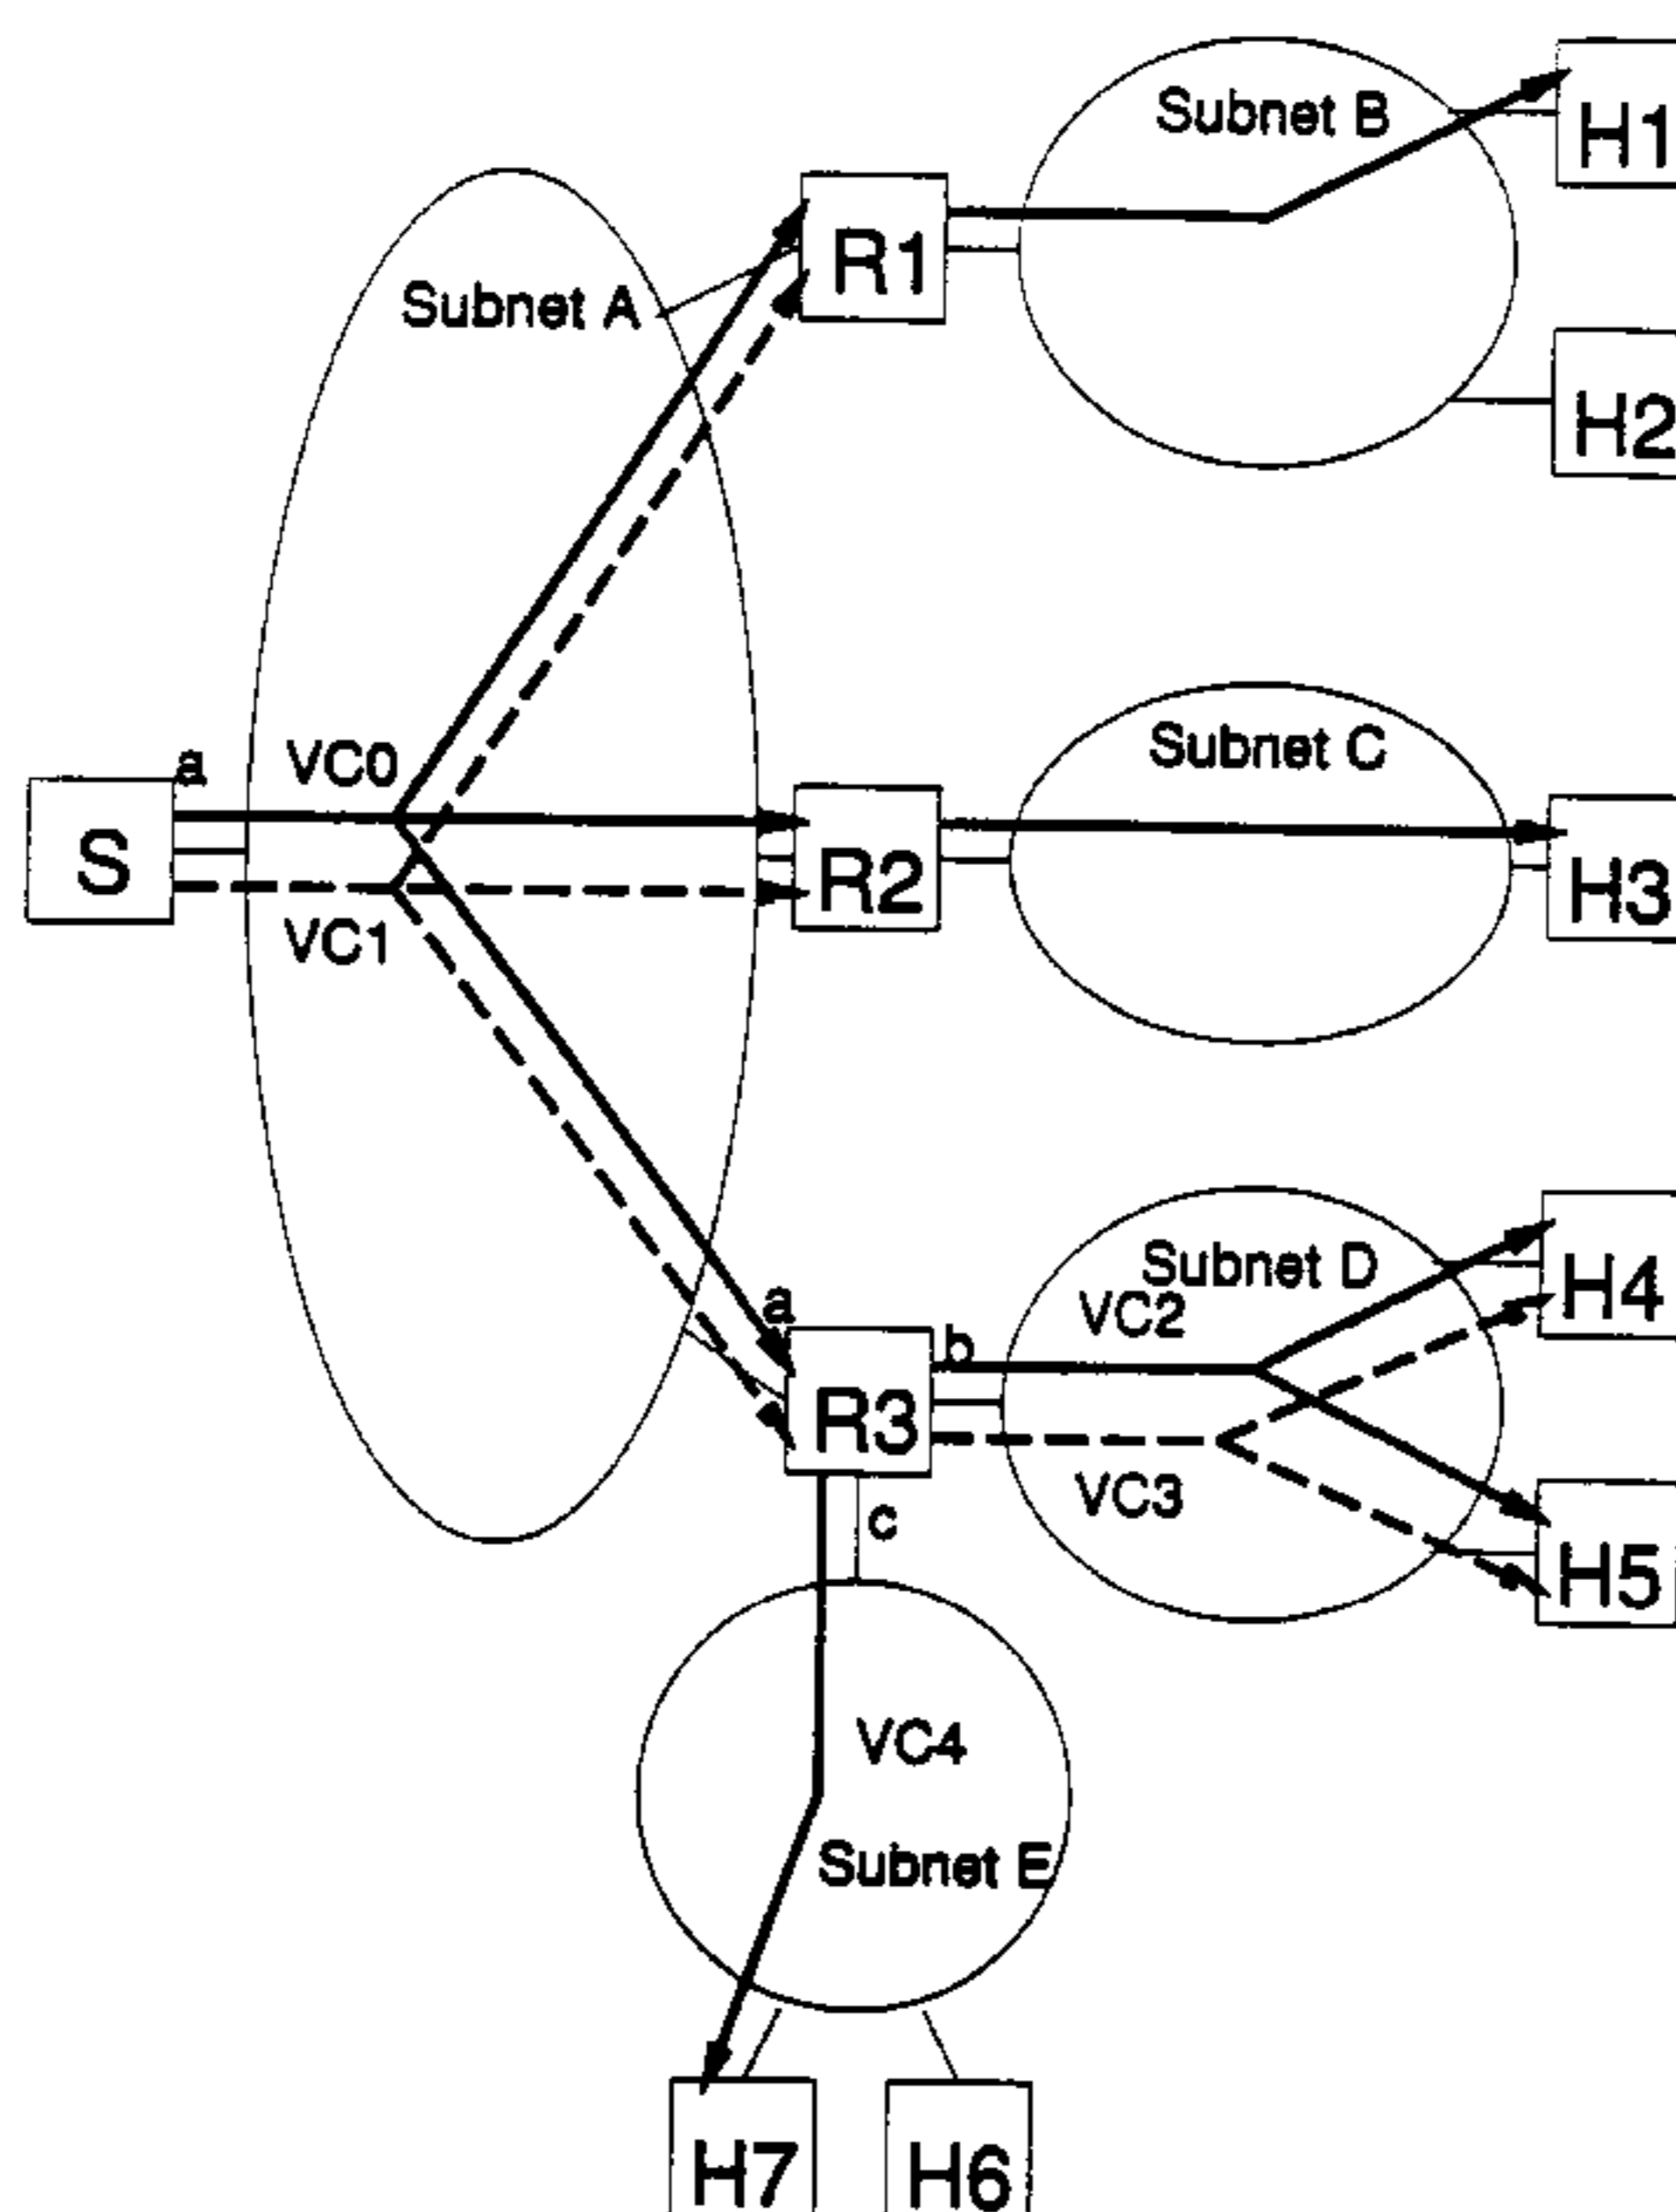 Subnet B
H1
R1
Subnet A
H2
Subnet C
a
VC0
S
R2
H3
VC1
Subnet D
VC2
H4
a
b
R3
VC3
c
H5
VC4
Subnet E
H7
H6